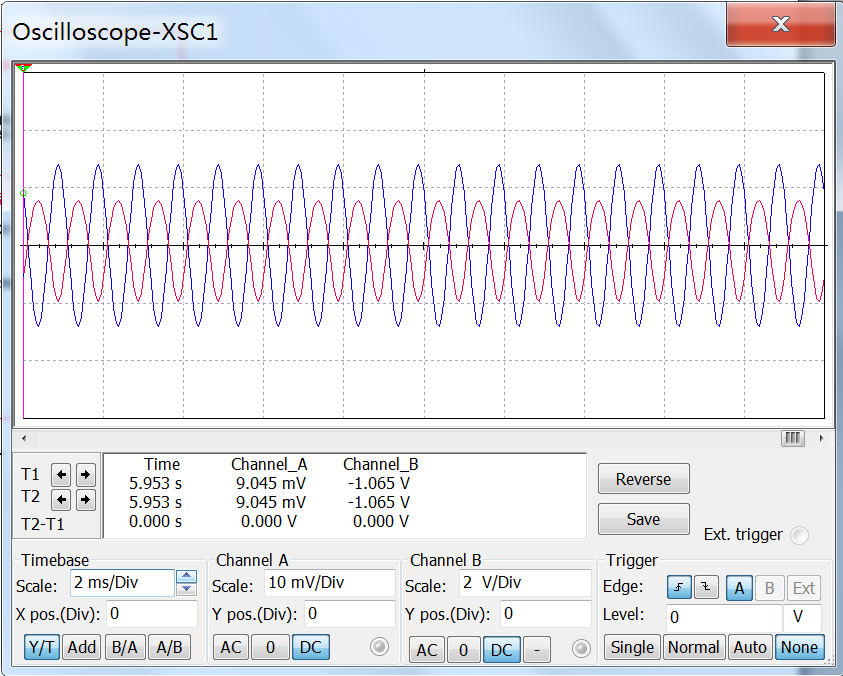 Oscilloscope-XSC1
Time Channel_A Channel_B
T1 5.953 s 9.045 mV -1.065 V
T2 5.953 s 9.045 mV -1.065 V
T2-T1 0.000 s 0.000 V 0.000 V
Reverse
Save
Ext. trigger
Timebase
Scale: 2 ms/Div
X pos.(Div): 0
Y/T Add B/A A/B
Channel A
Scale: 10 mV/Div
Y pos.(Div): 0
AC 0 DC
Channel B
Scale: 2 V/Div
Y pos.(Div): 0
AC 0 DC -
Trigger
Edge: A B Ext
Level: 0 V
Single Normal Auto None